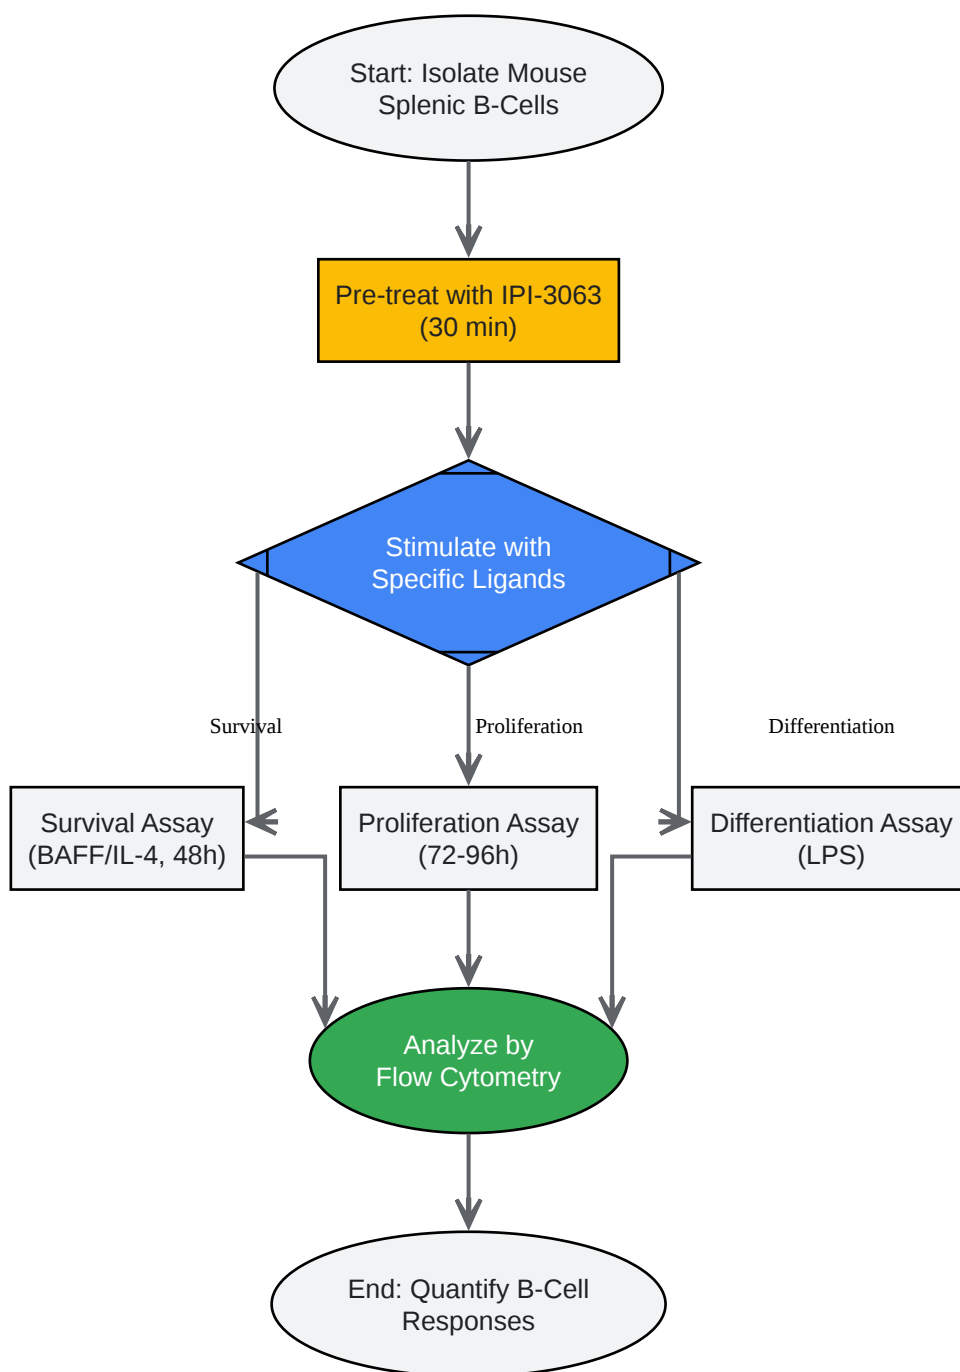 Start: Isolate Mouse
Splenic B-Cells
Pre-treat with IPI-3063
(30 min)
Stimulate with
Specific Ligands
Survival
Proliferation
Differentiation
Survival Assay
(BAFF/IL-4, 48h)
Proliferation Assay
(72-96h)
Differentiation Assay
(LPS)
Analyze by
Flow Cytometry
End: Quantify B-Cell
Responses